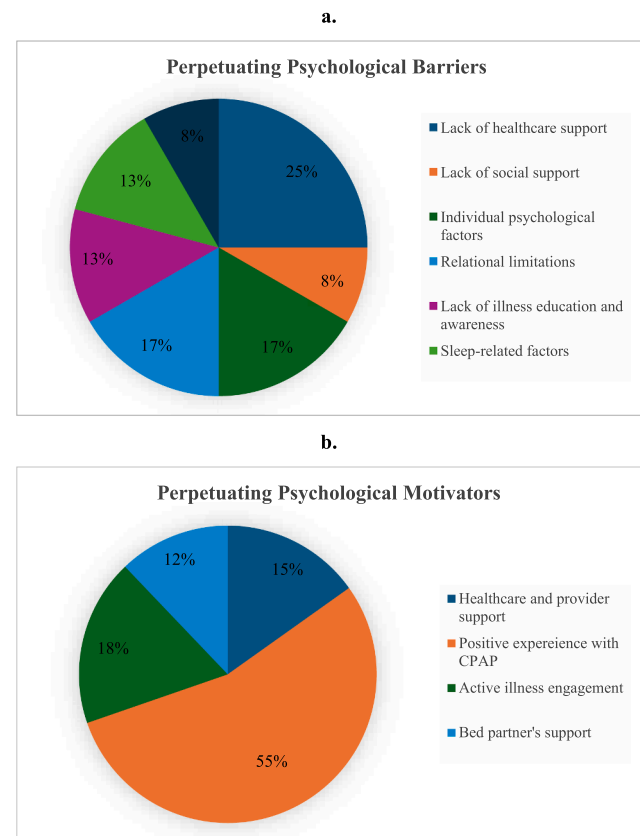 a.
Perpetuating Psychological Barriers
8%
25%
13%
13%
8%
17%
17%
Lack of healthcare support
Lack of social support
Individual psychological
factors
Relational limitations
Lack of illness education and
awareness
Sleep-related factors
b.
Perpetuating Psychological Motivators
12%
15%
18%
55%
Healthcare and provider
support
Positive expereience with
CPAP
Active illness engagement
Bed partner's support